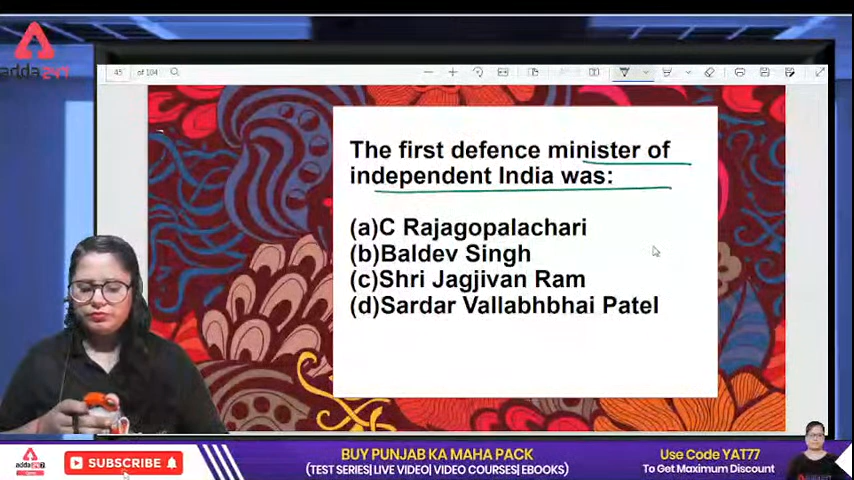 adda247
45
of 104
The first defence minister of
independent India was:
(a)C Rajagopalachari
(b)Baldev Singh
(c)Shri Jagjivan Ram
(d)Sardar Vallabhbhai Patel
adda247
SUBSCRIBE
BUY PUNJAB KA MAHA PACK
(TEST SERIES| LIVE VIDEO| VIDEO COURSES| EBOOKS)
Use Code YAT77
To Get Maximum Discount